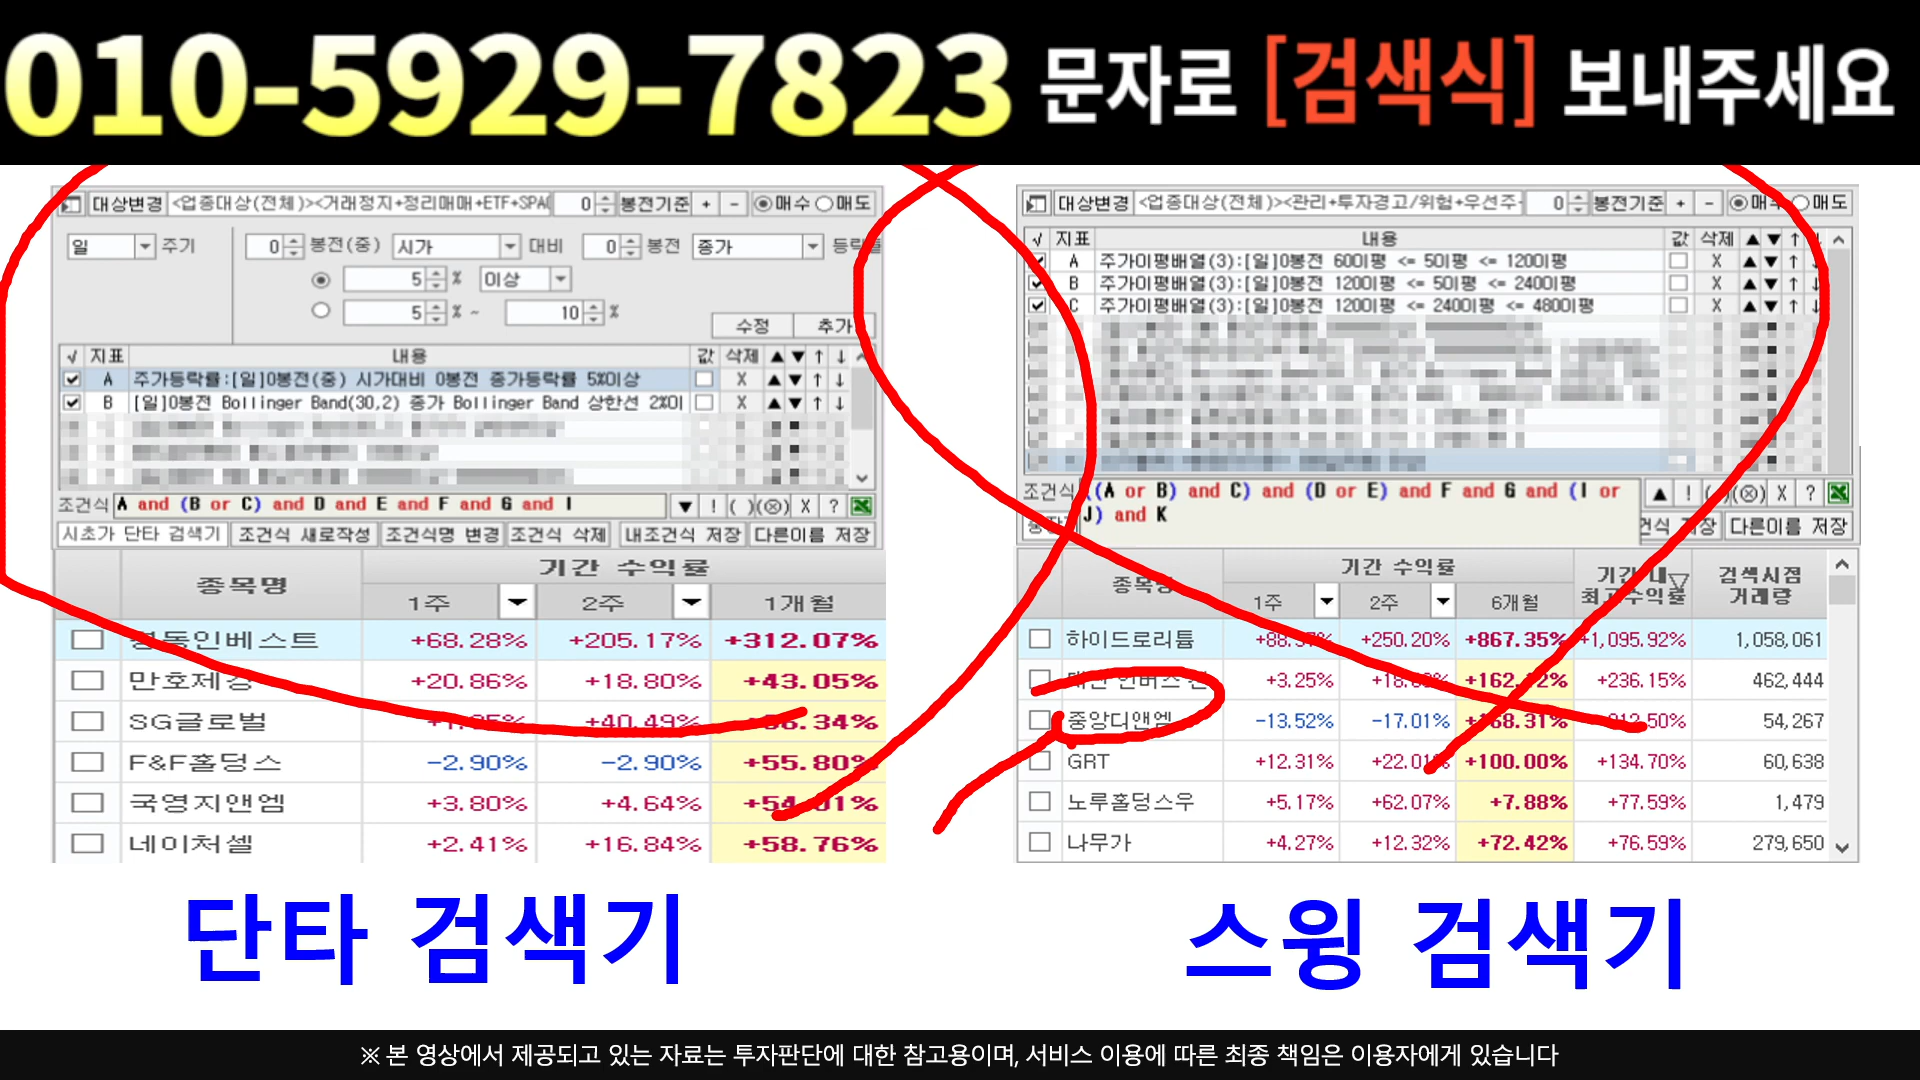 010-5929-7823 문자로 [검색식] 보내주세요
대상변경 <업종대상(전체)><거래정지+정리매매+ETF+SPAC 0 봉전기준 + - 매수 매도
일 주기 0 봉전(중) 시가 대비 0 봉전 종가
5 % 이상
5 % ~ 10 %
수정 추가
√ 지표 내용 값 삭제 ▲ ▼ ↑ ↓
A 주가등락률:[일]0봉전(중) 시가대비 0봉전 종가등락률 5%이상 X ▲ ▼ ↑ ↓
B [일]0봉전 Bollinger Band(30,2) 종가 Bollinger Band 상한선 2%이 X ▲ ▼ ↑ ↓
조건식 A and (B or C) and D and E and F and G and I ▼ ! ( ) (⊗) X ?
시초가 단타 검색기 조건식 새로작성 조건식명 변경 조건식 삭제 내조건식 저장 다른이름 저장
종목명 기간 수익률
1주 2주 1개월
+68.28% +205.17% +312.07%
만호제강 +20.86% +18.80% +43.05%
SG글로벌 +40.49%
F&F홀딩스 -2.90% -2.90% +55.80%
국영지앤엠 +3.80% +4.64%
네이처셀 +2.41% +16.84% +58.76%
단타 검색기
대상변경 <업종대상(전체)><관리+투자경고/위험+우선주+ 0 봉전기준 + - 매수 매도
√ 지표 내용 값 삭제 ▲ ▼ ↑ ↓
A 주가이평배열(3):[일]0봉전 60이평 <= 5이평 <= 120이평 X ▲ ▼ ↑
B 주가이평배열(3):[일]0봉전 120이평 <= 5이평 <= 240이평 X ▲ ▼ ↑ ↓
C 주가이평배열(3):[일]0봉전 120이평 <= 240이평 <= 480이평 X ▲ ▼ ↑ ↓
조건식 ((A or B) and C) and (D or E) and F and G and (I or
J) and K ▲ ! ( ) (⊗) X ?
저장 다른이름 저장
종목명 기간 수익률 기간 내 최고수익률 검색시점 거래량
1주 2주 6개월
하이드로리튬 +250.20% +867.35% +1,095.92% 1,058,061
+3.25% +236.15% 462,444
중앙디앤엠 -13.52% -17.01% 54,267
GRT +12.31% +100.00% +134.70% 60,638
노루홀딩스우 +5.17% +62.07% +7.88% +77.59% 1,479
나무가 +4.27% +12.32% +72.42% +76.59% 279,650
스윙 검색기
※ 본 영상에서 제공되고 있는 자료는 투자판단에 대한 참고용이며, 서비스 이용에 따른 최종 책임은 이용자에게 있습니다